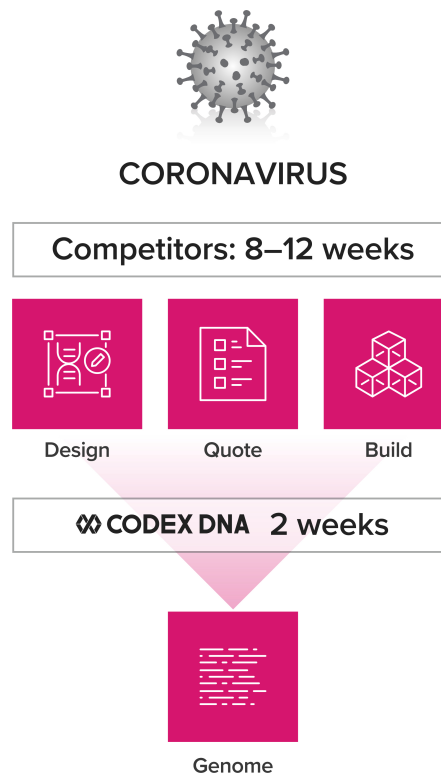 CORONAVIRUS
Competitors: 8–12 weeks
Design Quote Build
CODEX DNA 2 weeks
Genome